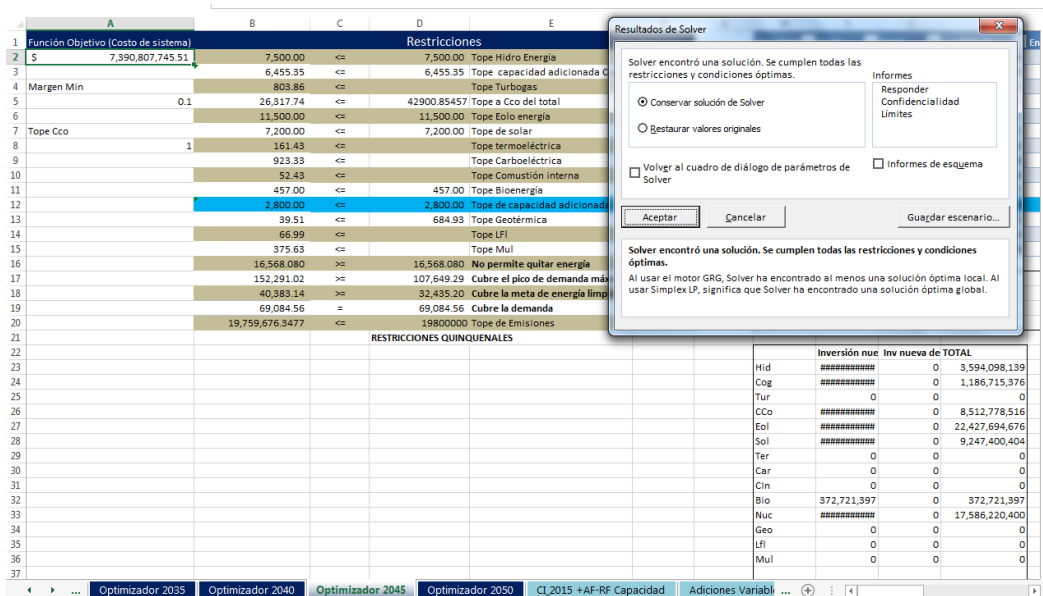 A B C D E
1 Función Objetivo (Costo de sistema) Restricciones En
2 $ 7,390,807,745.51 7,500.00 <= 7,500.00 Tope Hidro Energía
3 6,455.35 <= 6,455.35 Tope capacidad adicionada C
4 Margen Min 803.86 <= Tope Turbogas
5 0.1 26,317.74 <= 42900.85457 Tope a Cco del total
6 11,500.00 <= 11,500.00 Tope Eolo energía
7 Tope Cco 7,200.00 <= 7,200.00 Tope de solar
8 1 161.43 <= Tope termoeléctrica
9 923.33 <= Tope Carboeléctrica
10 52.43 <= Tope Comustión interna
11 457.00 <= 457.00 Tope Bioenergía
12 2,800.00 <= 2,800.00 Tope de capacidad adicionada
13 39.51 <= 684.93 Tope Geotérmica
14 66.99 <= Tope LFl
15 375.63 <= Tope Mul
16 16,568.080 >= 16,568.080 No permite quitar energía
17 152,291.02 >= 107,649.29 Cubre el pico de demanda máx
18 40,383.14 >= 32,435.20 Cubre la meta de energía limp
19 69,084.56 = 69,084.56 Cubre la demanda
20 19,759,676.3477 <= 19800000 Tope de Emisiones
21 RESTRICCIONES QUINQUENALES
Resultados de Solver
Solver encontró una solución. Se cumplen todas las
restricciones y condiciones óptimas.
Informes
Responder
Confidencialidad
Límites
Conservar solución de Solver
Restaurar valores originales
Volver al cuadro de diálogo de parámetros de
Solver
Informes de esquema
Aceptar Cancelar Guardar escenario...
Solver encontró una solución. Se cumplen todas las restricciones y condiciones
óptimas.
Al usar el motor GRG, Solver ha encontrado al menos una solución óptima local. Al
usar Simplex LP, significa que Solver ha encontrado una solución óptima global.
22 Inversión nue Inv nueva de TOTAL
23 Hid ########### 0 3,594,098,139
24 Cog ########### 0 1,186,715,376
25 Tur 0 0 0
26 CCo ########### 0 8,512,778,516
27 Eol ########### 0 22,427,694,676
28 Sol ########### 0 9,247,400,404
29 Ter 0 0 0
30 Car 0 0 0
31 CIn 0 0 0
32 Bio 372,721,397 0 372,721,397
33 Nuc ########### 0 17,586,220,400
34 Geo 0 0 0
35 Lfl 0 0 0
36 Mul 0 0 0
37
... Optimizador 2035 Optimizador 2040 Optimizador 2045 Optimizador 2050 CI_2015 +AF-RF Capacidad Adiciones Variabl ...